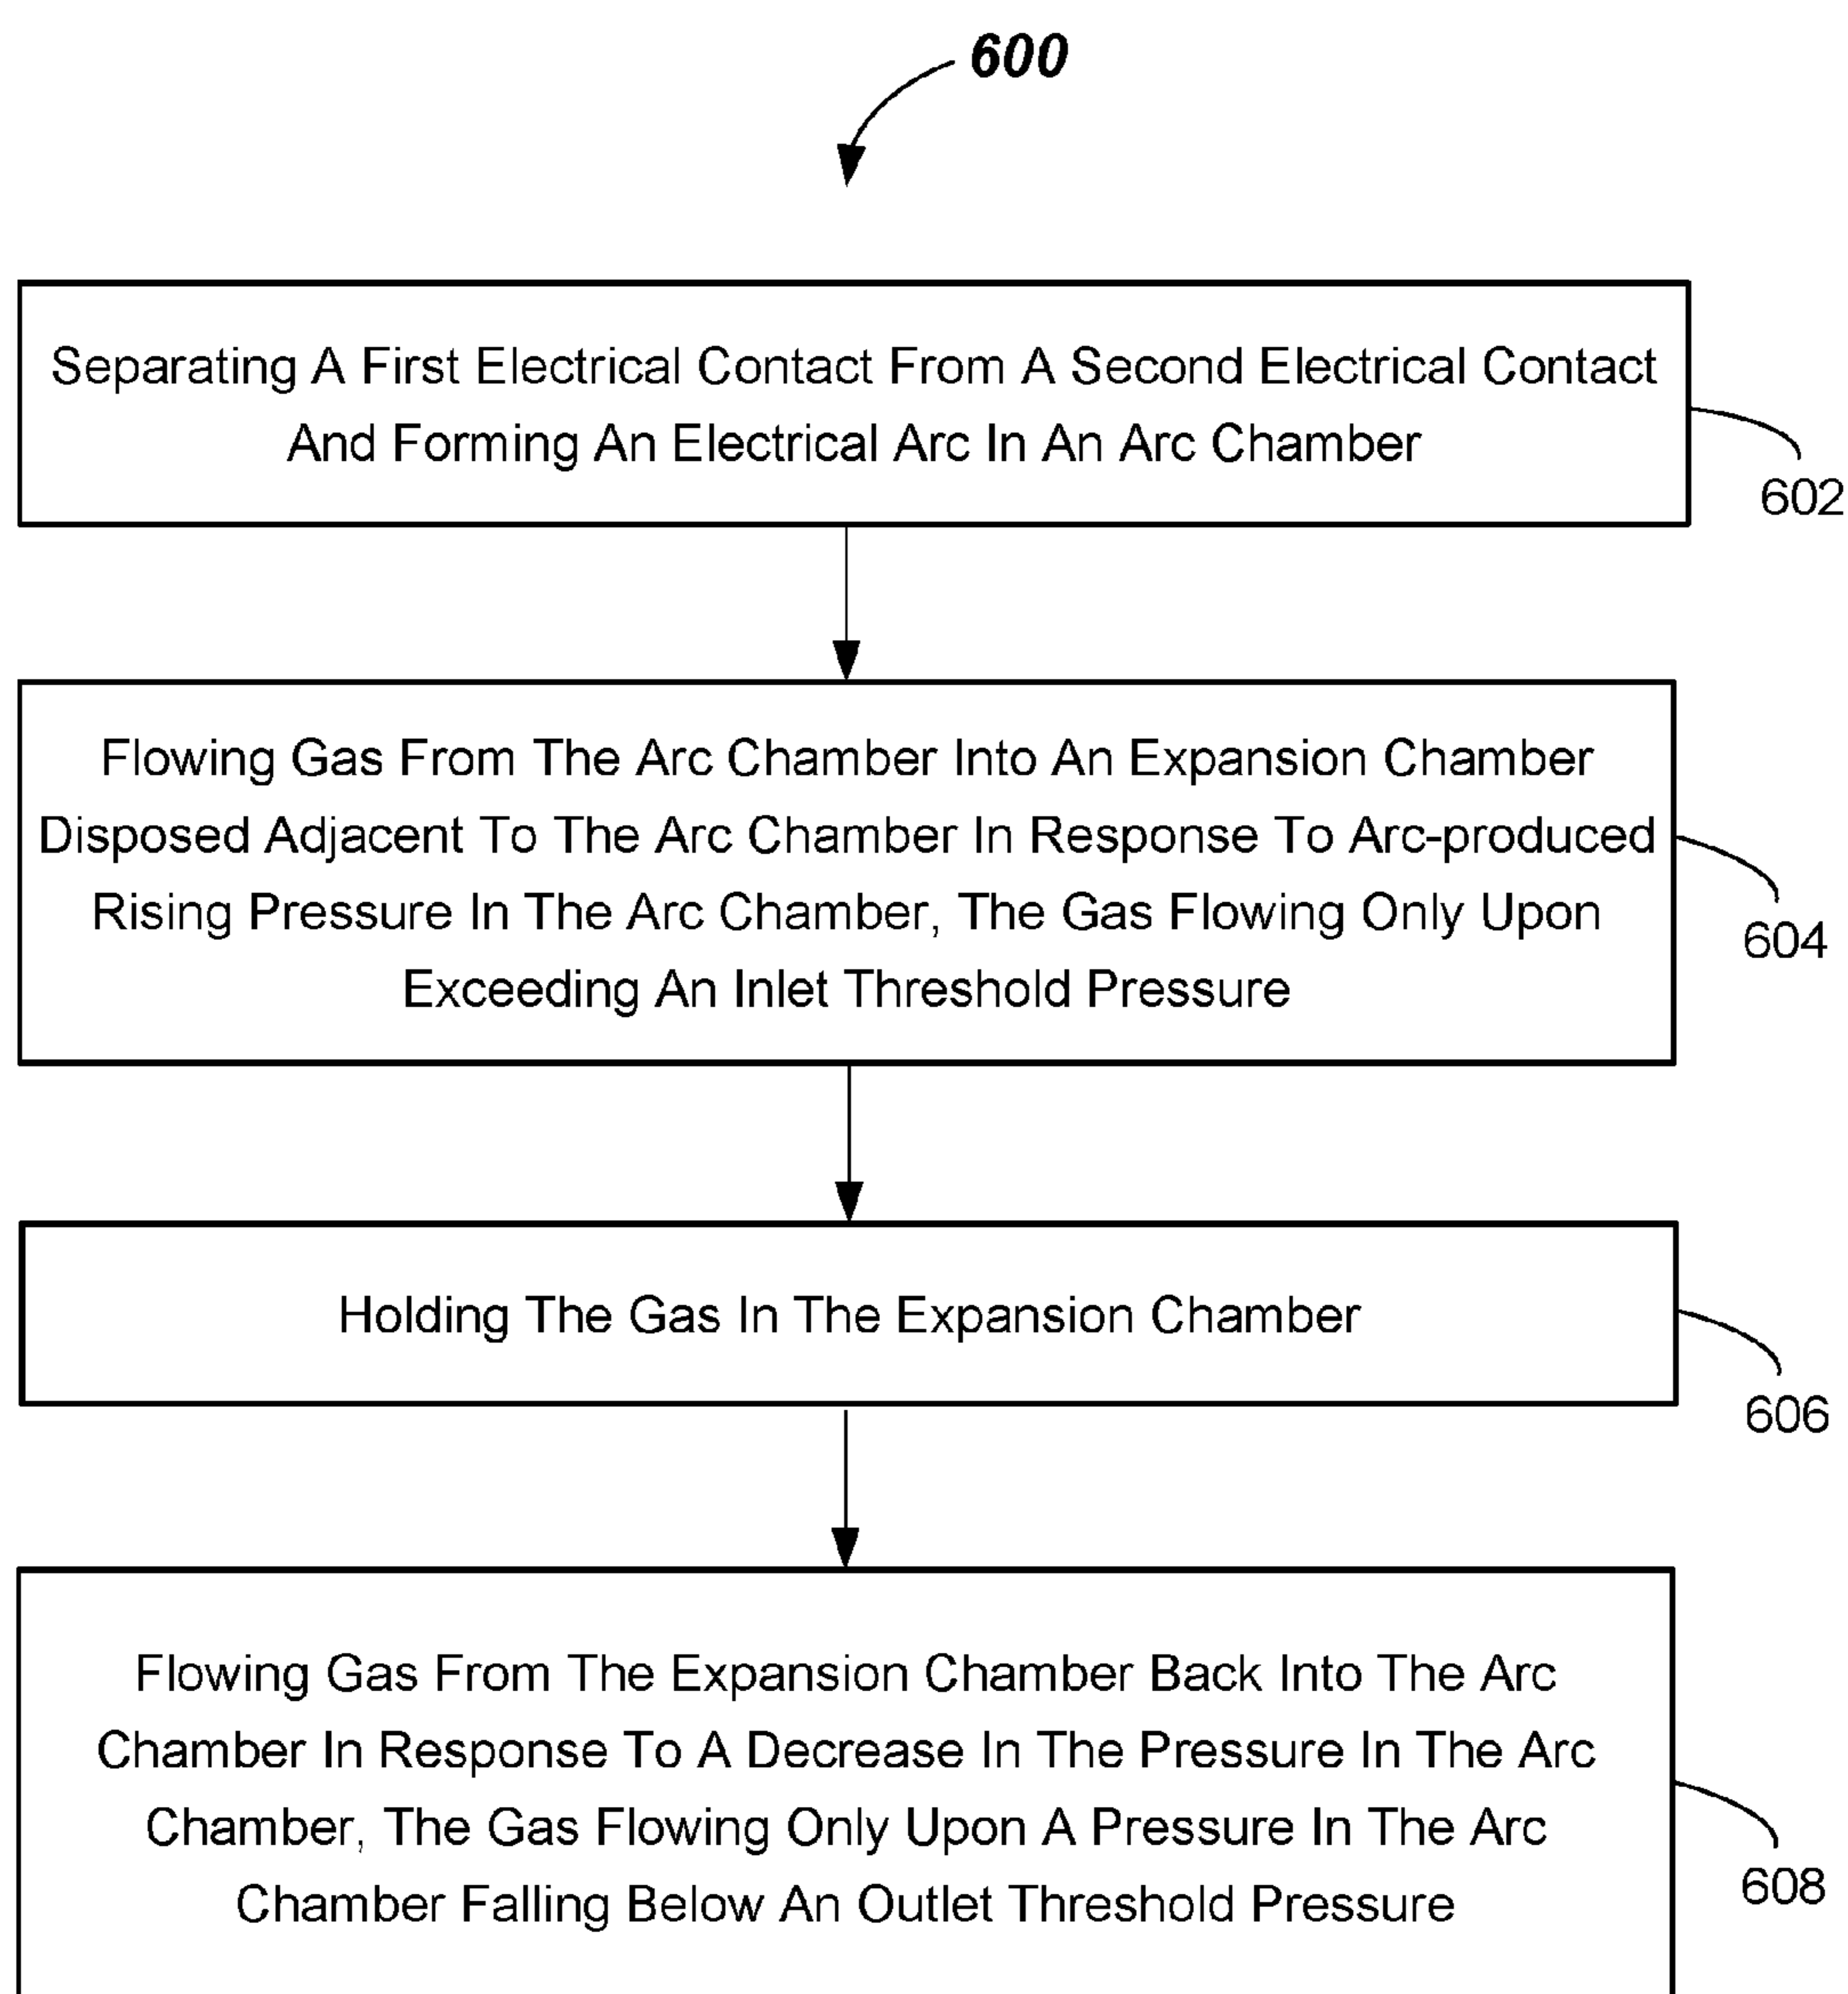 600
Separating A First Electrical Contact From A Second Electrical Contact
And Forming An Electrical Arc In An Arc Chamber
602
Flowing Gas From The Arc Chamber Into An Expansion Chamber
Disposed Adjacent To The Arc Chamber In Response To Arc-produced
Rising Pressure In The Arc Chamber, The Gas Flowing Only Upon
Exceeding An Inlet Threshold Pressure
604
Holding The Gas In The Expansion Chamber
606
Flowing Gas From The Expansion Chamber Back Into The Arc
Chamber In Response To A Decrease In The Pressure In The Arc
Chamber, The Gas Flowing Only Upon A Pressure In The Arc
Chamber Falling Below An Outlet Threshold Pressure
608